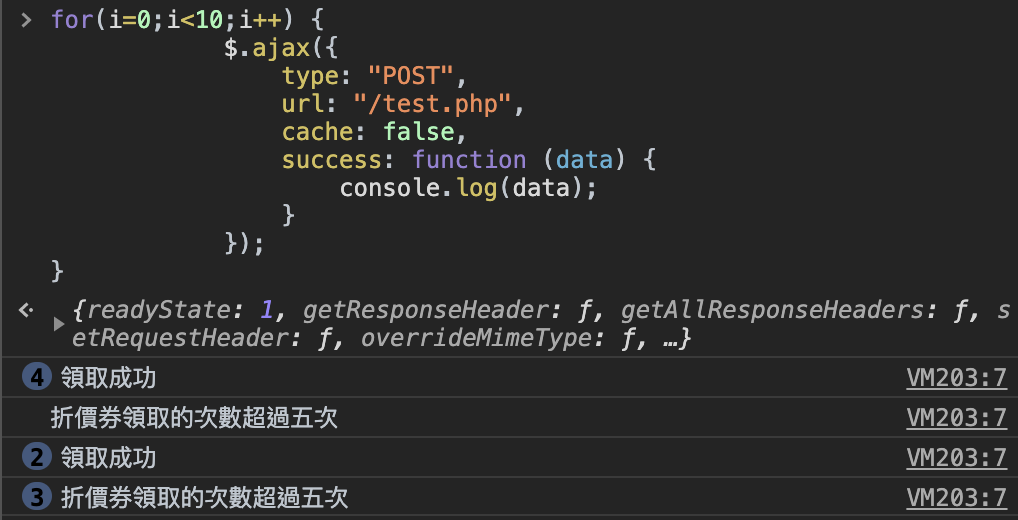 > for(i=0;i<10;i++) {
$.ajax({
type: "POST",
url: "/test.php",
cache: false,
success: function (data) {
console.log(data);
}
});
}
{readyState: 1, getResponseHeader: ƒ, getAllResponseHeaders: ƒ, s
etRequestHeader: ƒ, overrideMimeType: ƒ, …}
4 領取成功 VM203:7
折價券領取的次數超過五次 VM203:7
2 領取成功 VM203:7
3 折價券領取的次數超過五次 VM203:7